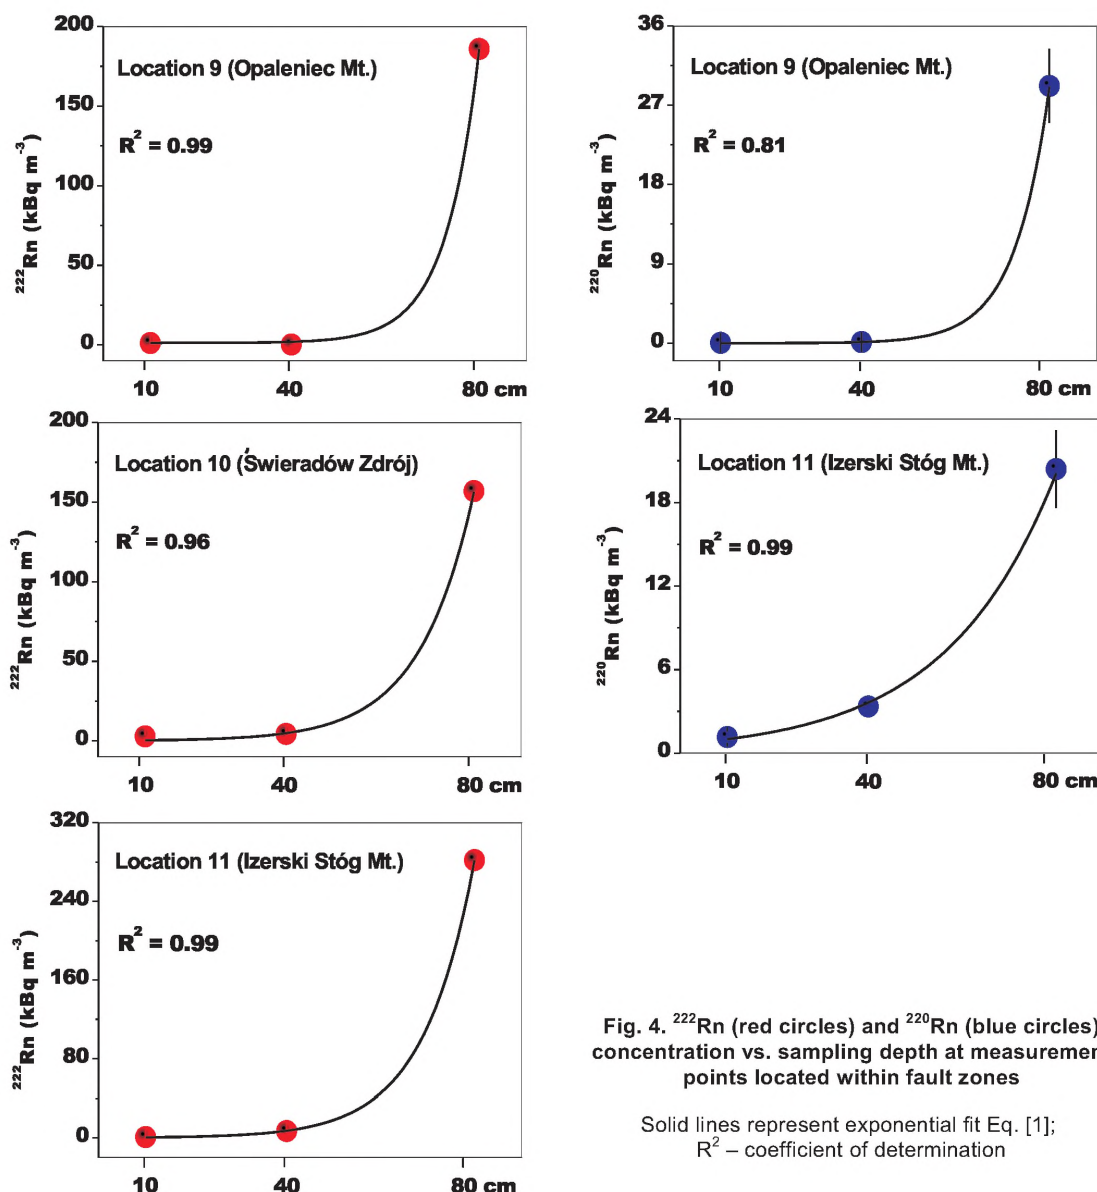 200
150
100
50
0
²²²Rn (kBq m⁻³)
Location 9 (Opaleniec Mt.)
R² = 0.99
10 40 80 cm
36
27
18
9
0
²²⁰Rn (kBq m⁻³)
Location 9 (Opaleniec Mt.)
R² = 0.81
10 40 80 cm
200
150
100
50
0
²²²Rn (kBq m⁻³)
Location 10 (Świeradów Zdrój)
R² = 0.96
10 40 80 cm
24
18
12
6
0
²²⁰Rn (kBq m⁻³)
Location 11 (Izerski Stóg Mt.)
R² = 0.99
10 40 80 cm
320
240
160
80
0
²²²Rn (kBq m⁻³)
Location 11 (Izerski Stóg Mt.)
R² = 0.99
10 40 80 cm
Fig. 4. ²²²Rn (red circles) and ²²⁰Rn (blue circles)
concentration vs. sampling depth at measuremen
points located within fault zones
Solid lines represent exponential fit Eq. [1];
R² – coefficient of determination